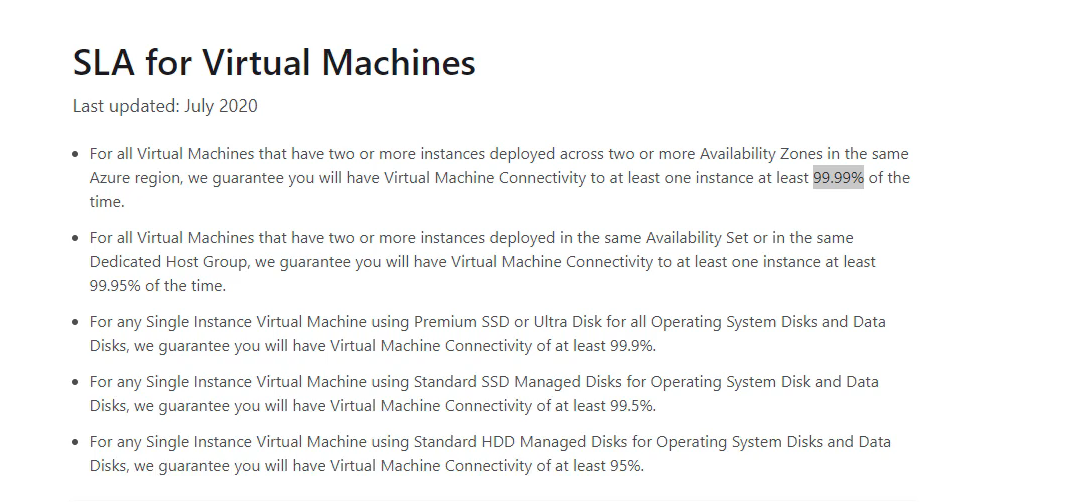 SLA for Virtual Machines
Last updated: July 2020
For all Virtual Machines that have two or more instances deployed across two or more Availability Zones in the same
Azure region, we guarantee you will have Virtual Machine Connectivity to at least one instance at least 99.99% of the
time.
For all Virtual Machines that have two or more instances deployed in the same Availability Set or in the same
Dedicated Host Group, we guarantee you will have Virtual Machine Connectivity to at least one instance at least
99.95% of the time.
For any Single Instance Virtual Machine using Premium SSD or Ultra Disk for all Operating System Disks and Data
Disks, we guarantee you will have Virtual Machine Connectivity of at least 99.9%.
For any Single Instance Virtual Machine using Standard SSD Managed Disks for Operating System Disk and Data
Disks, we guarantee you will have Virtual Machine Connectivity of at least 99.5%.
For any Single Instance Virtual Machine using Standard HDD Managed Disks for Operating System Disks and Data
Disks, we guarantee you will have Virtual Machine Connectivity of at least 95%.